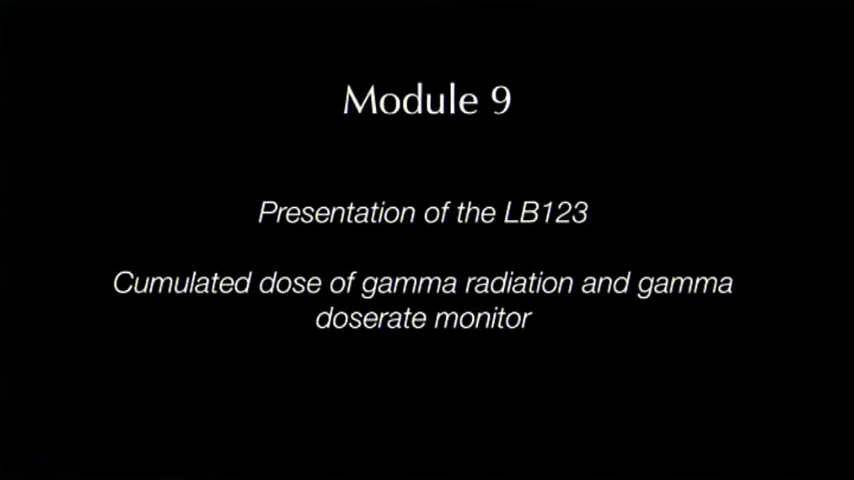 Module 9
Presentation of the LB123
Cumulated dose of gamma radiation and gamma
doserate monitor